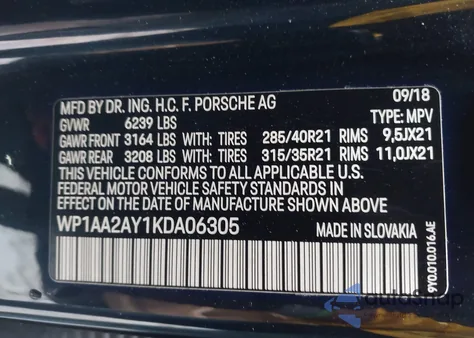 MFD BY DR. ING. H.C. F. PORSCHE AG 09/18
GVWR 6239 LBS TYPE: MPV
GAWR FRONT 3164 LBS WITH: TIRES 285/40R21 RIMS 9,5JX21
GAWR REAR 3208 LBS WITH: TIRES 315/35R21 RIMS 11,0JX21
THIS VEHICLE CONFORMS TO ALL APPLICABLE U.S.
FEDERAL MOTOR VEHICLE SAFETY STANDARDS IN
EFFECT ON THE DATE OF MANUFACTURE SHOWN ABOVE.
WP1AA2AY1KDA06305 MADE IN SLOVAKIA
9Y0.010.016.AE
autoSnap